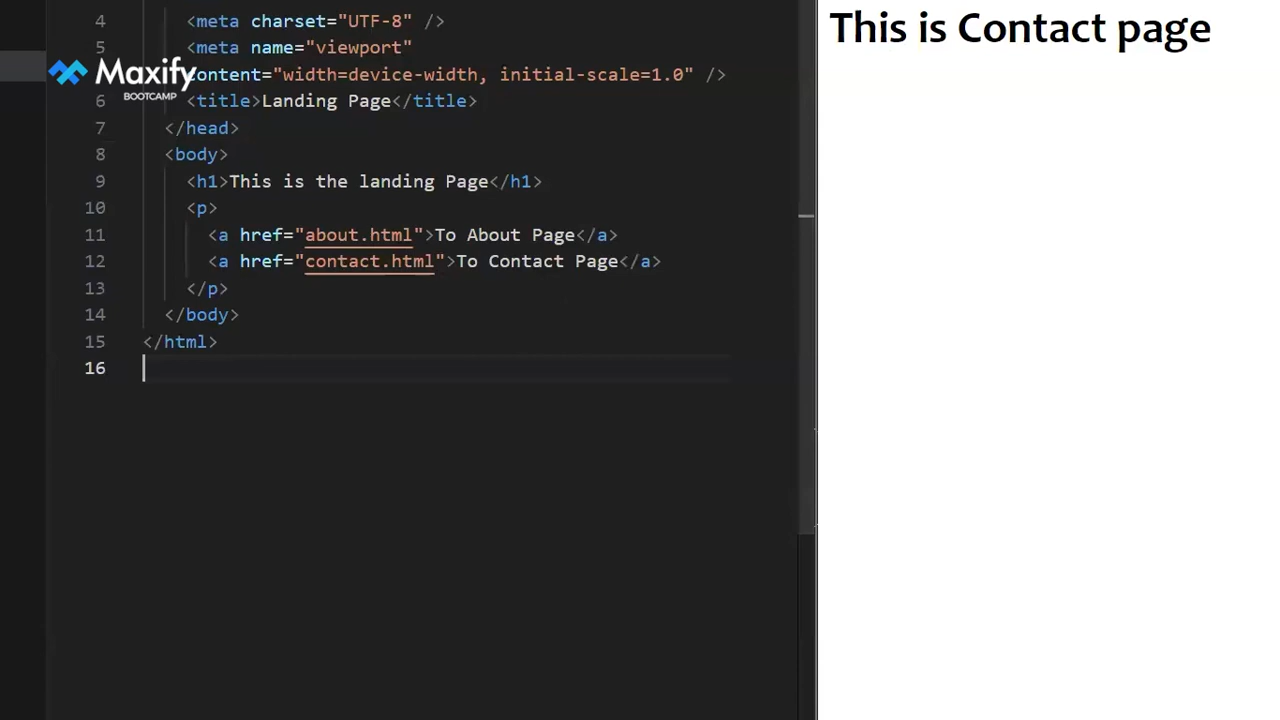 4 <meta charset="UTF-8" />
5 <meta name="viewport"
Maxify
BOOTCAMP
content="width=device-width, initial-scale=1.0" />
6 <title>Landing Page</title>
7 </head>
8 <body>
9 <h1>This is the landing Page</h1>
10 <p>
11 <a href="about.html">To About Page</a>
12 <a href="contact.html">To Contact Page</a>
13 </p>
14 </body>
15 </html>
16
This is Contact page